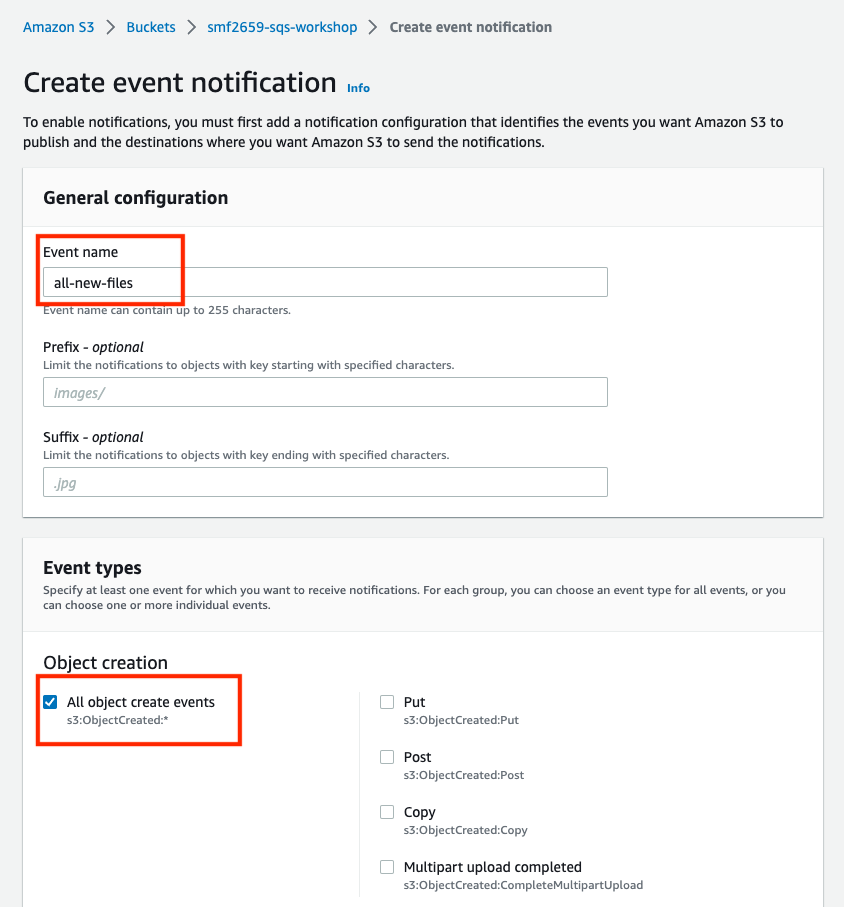 Amazon S3 > Buckets > smf2659-sqs-workshop > Create event notification
Create event notification Info
To enable notifications, you must first add a notification configuration that identifies the events you want Amazon S3 to
publish and the destinations where you want Amazon S3 to send the notifications.
General configuration
Event name
all-new-files
Event name can contain up to 255 characters.
Prefix - optional
Limit the notifications to objects with key starting with specified characters.
images/
Suffix - optional
Limit the notifications to objects with key ending with specified characters.
.jpg
Event types
Specify at least one event for which you want to receive notifications. For each group, you can choose an event type for all events, or you
can choose one or more individual events.
Object creation
All object create events
s3:ObjectCreated:*
Put
s3:ObjectCreated:Put
Post
s3:ObjectCreated:Post
Copy
s3:ObjectCreated:Copy
Multipart upload completed
s3:ObjectCreated:CompleteMultipartUpload